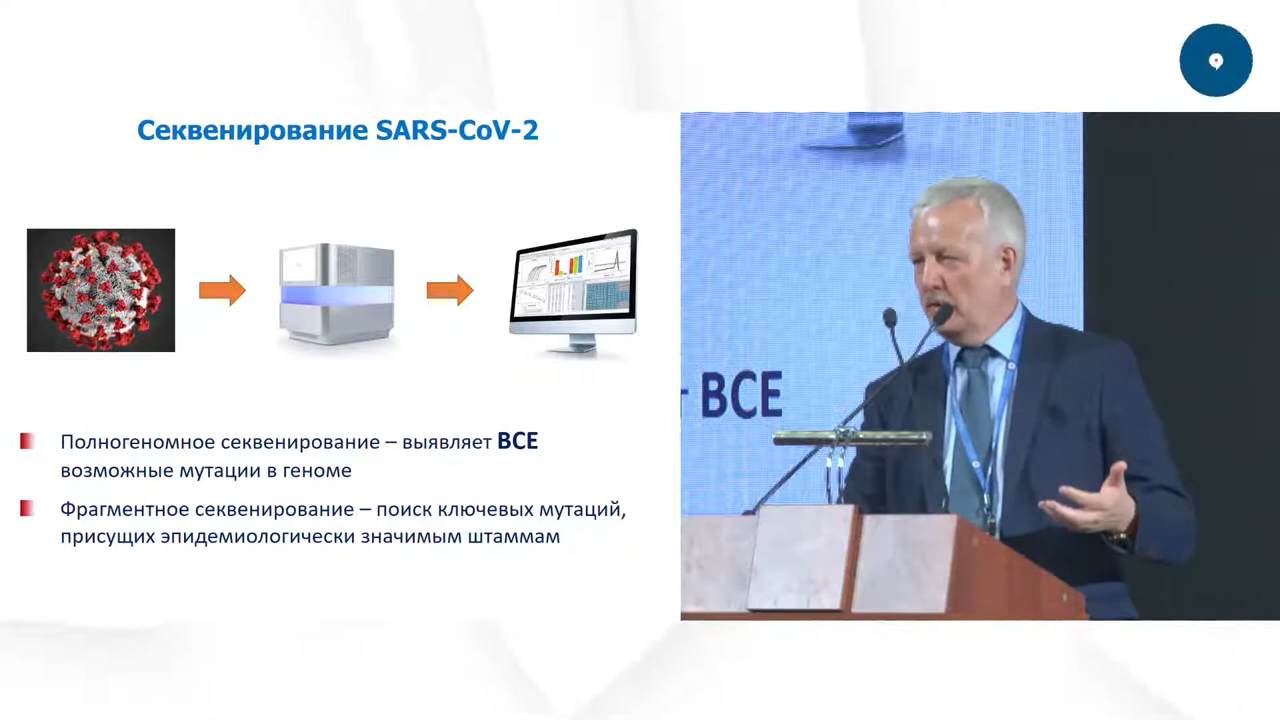 Секвенирование SARS-CoV-2
Полногеномное секвенирование – выявляет ВСЕ
возможные мутации в геноме
Фрагментное секвенирование – поиск ключевых мутаций,
присущих эпидемиологически значимым штаммам
ВСЕ